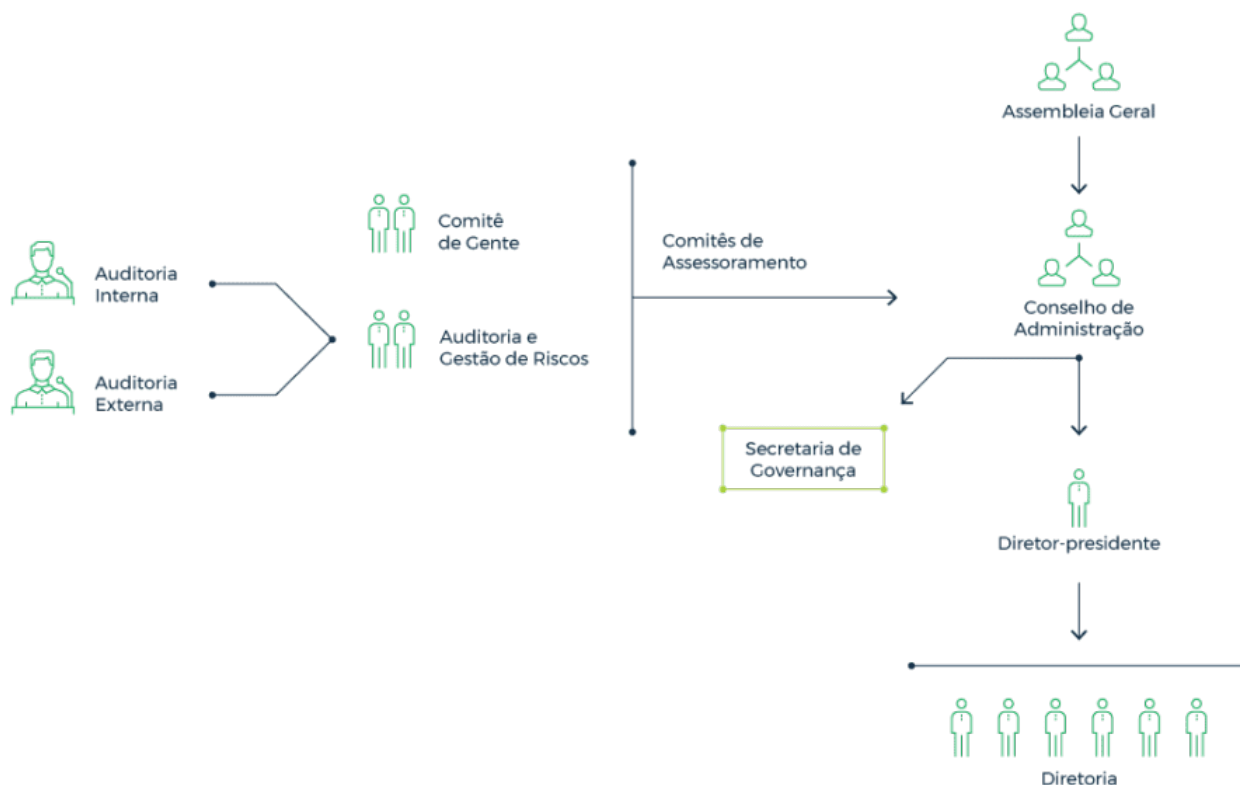 Assembleia Geral
Comitê
de Gente
Comitês de
Assessoramento
Auditoria
Interna
Conselho de
Administração
Auditoria e
Gestão de Riscos
Auditoria
Externa
Secretaria de
Governança
Diretor-presidente
Diretoria